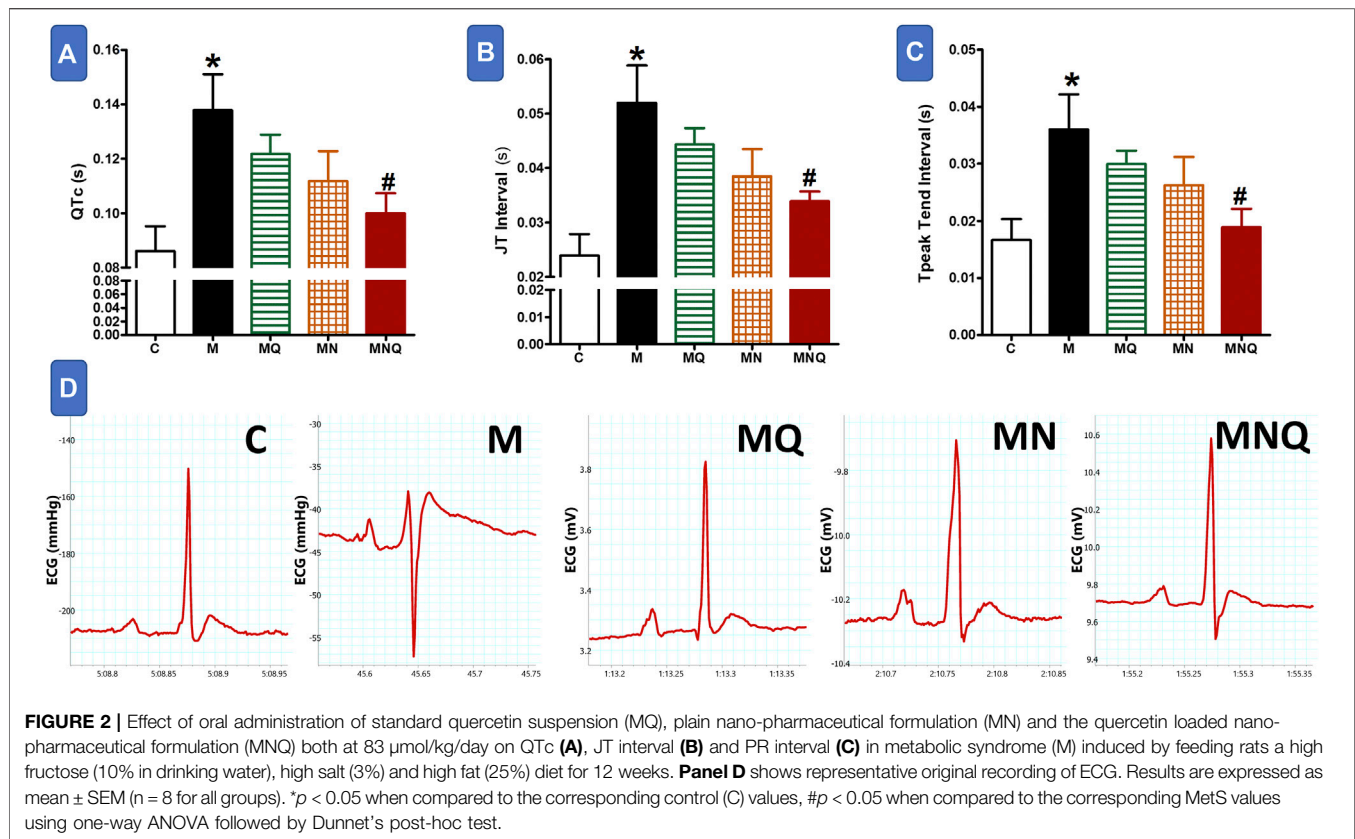 A
B
C
0.16
0.14
0.12
0.10
0.08
0.08
0.06
0.04
0.02
0.00
QTc (s)
*
#
C M MQ MN MNQ
0.06
0.05
0.04
0.03
0.02
0.02
0.01
0.00
JT Interval (s)
*
#
C M MQ MN MNQ
0.05
0.04
0.03
0.02
0.01
0.00
Tpeak Tend Interval (s)
*
#
C M MQ MN MNQ
D
C
-140
-160
-180
-200
ECG (mmHg)
5:08.8 5:08.85 5:08.9 5:08.95
M
-30
-35
-40
-45
-50
-55
ECG (mmHg)
45.6 45.65 45.7 45.75
MQ
3.8
3.6
3.4
3.2
ECG (mV)
1:13.2 1:13.25 1:13.3 1:13.35
MN
-9.8
-10.0
-10.2
-10.4
ECG (mV)
2:10.7 2:10.75 2:10.8 2:10.85
MNQ
10.6
10.4
10.2
10.0
9.8
9.6
9.4
ECG (mV)
1:55.2 1:55.25 1:55.3 1:55.35
FIGURE 2 | Effect of oral administration of standard quercetin suspension (MQ), plain nano-pharmaceutical formulation (MN) and the quercetin loaded nano-
pharmaceutical formulation (MNQ) both at 83 μmol/kg/day on QTc (A), JT interval (B) and PR interval (C) in metabolic syndrome (M) induced by feeding rats a high
fructose (10% in drinking water), high salt (3%) and high fat (25%) diet for 12 weeks. Panel D shows representative original recording of ECG. Results are expressed as
mean ± SEM (n = 8 for all groups). *p < 0.05 when compared to the corresponding control (C) values, #p < 0.05 when compared to the corresponding MetS values
using one-way ANOVA followed by Dunnet's post-hoc test.